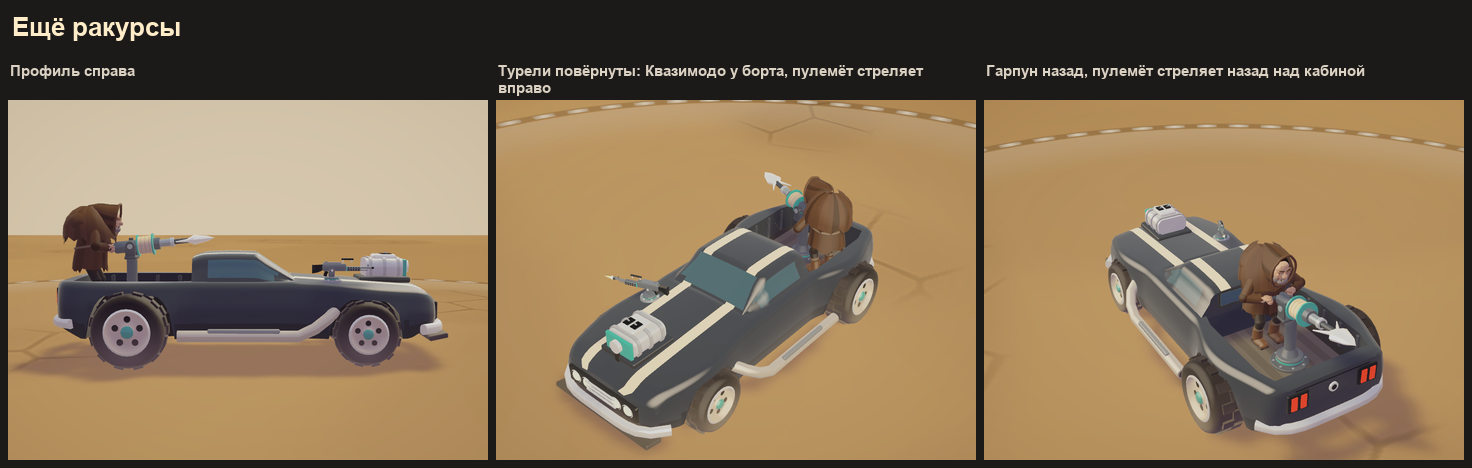 Ещё ракурсы
Профиль справа
Турели повёрнуты: Квазимодо у борта, пулемёт стреляет
вправо
Гарпун назад, пулемёт стреляет назад над кабиной